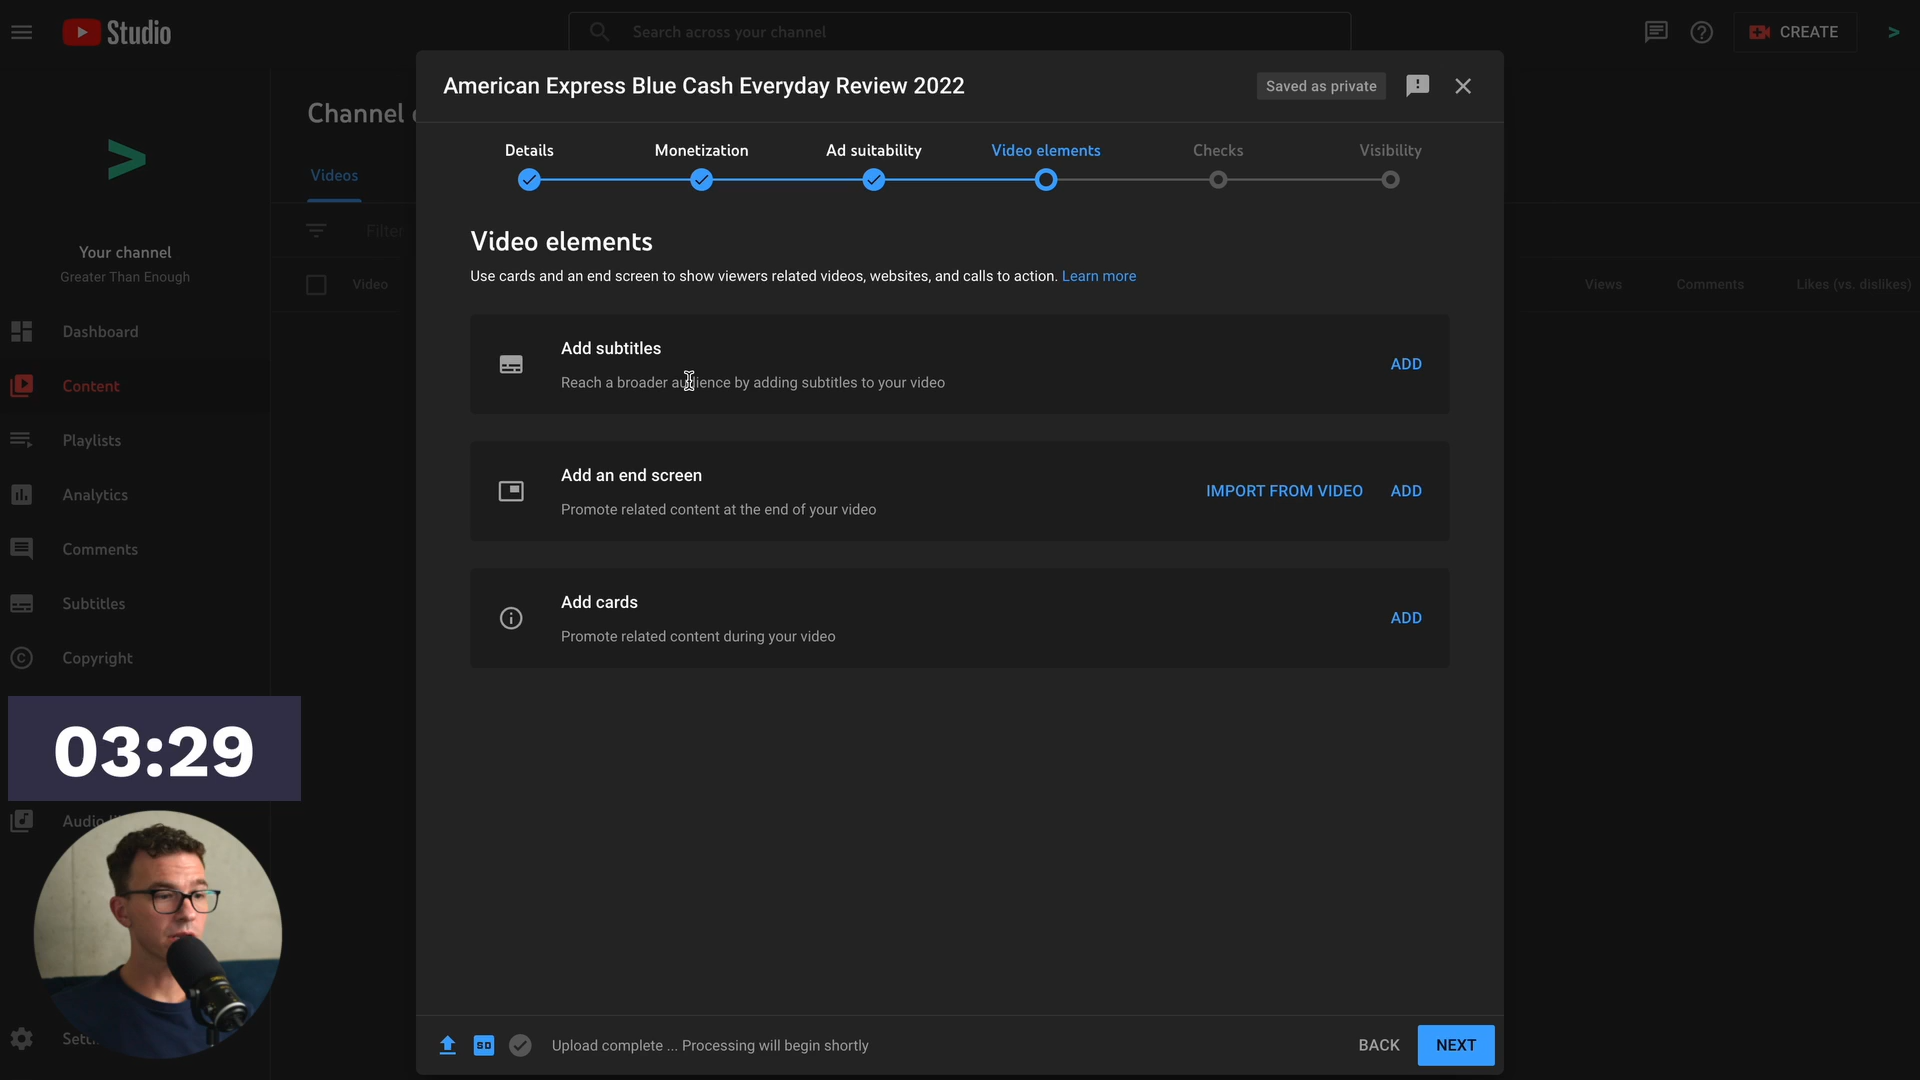 Studio
Search across your channel
CREATE
Channel
Videos
Filter
Your channel
Greater Than Enough
Video
Views
Comments
Likes (vs. dislikes)
Dashboard
Content
Playlists
Analytics
Comments
Subtitles
Copyright
American Express Blue Cash Everyday Review 2022
Saved as private
Details
Monetization
Ad suitability
Video elements
Checks
Visibility
Video elements
Use cards and an end screen to show viewers related videos, websites, and calls to action. Learn more
Add subtitles
Reach a broader audience by adding subtitles to your video
ADD
Add an end screen
Promote related content at the end of your video
IMPORT FROM VIDEO
ADD
Add cards
Promote related content during your video
ADD
03:29
Audio
SD
Upload complete ... Processing will begin shortly
BACK
NEXT